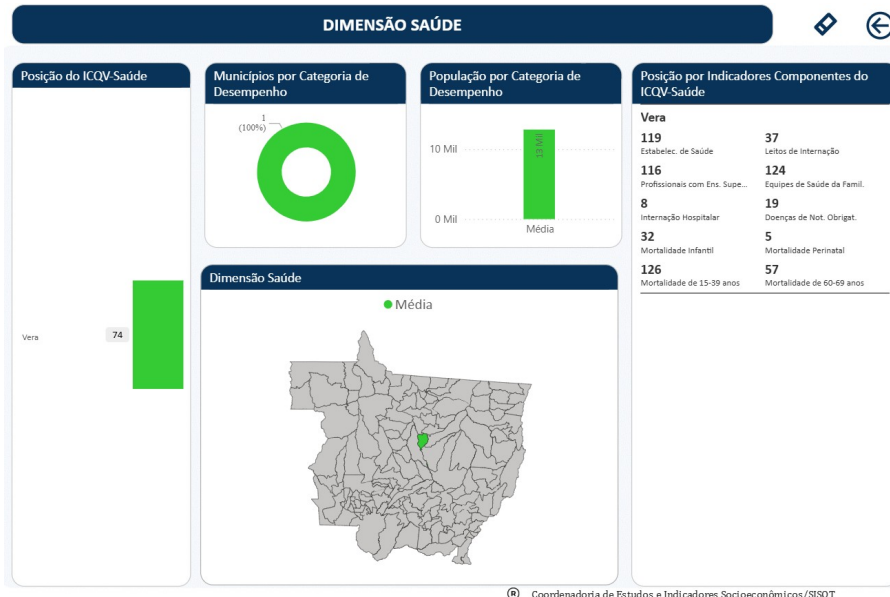 DIMENSÃO SAÚDE
Posição do ICQV-Saúde
Vera
74
Municípios por Categoria de
Desempenho
1
(100%)
População por Categoria de
Desempenho
10 Mil
0 Mil
13 Mil
Média
Dimensão Saúde
Média
Posição por Indicadores Componentes do
ICQV-Saúde
Vera
119 37
Estabelec. de Saúde Leitos de Internação
116 124
Profissionais com Ens. Supe... Equipes de Saúde da Famil.
8 19
Internação Hospitalar Doenças de Not. Obrigat.
32 5
Mortalidade Infantil Mortalidade Perinatal
126 57
Mortalidade de 15-39 anos Mortalidade de 60-69 anos
® Coordenadoria de Estudos e Indicadores Socioeconômicos/SISOT